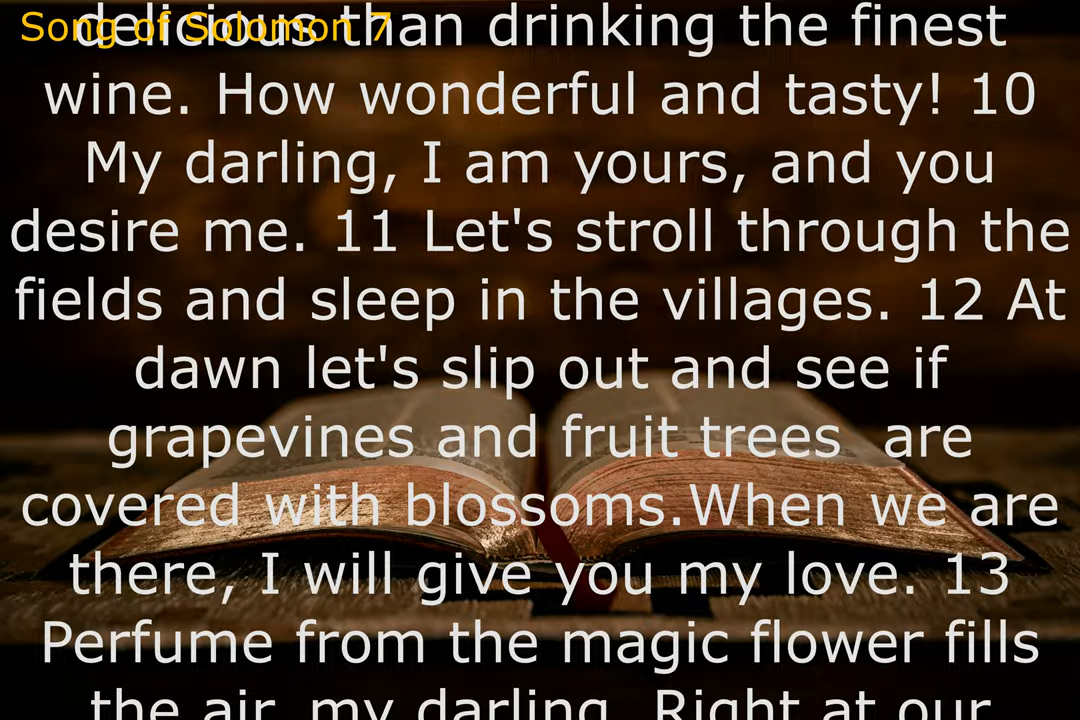 Song of Solomon 7
delicious than drinking the finest
wine. How wonderful and tasty! 10
My darling, I am yours, and you
desire me. 11 Let's stroll through the
fields and sleep in the villages. 12 At
dawn let's slip out and see if
grapevines and fruit trees  are
covered with blossoms.When we are
there, I will give you my love. 13
Perfume from the magic flower fills
the air, my darling. Right at our